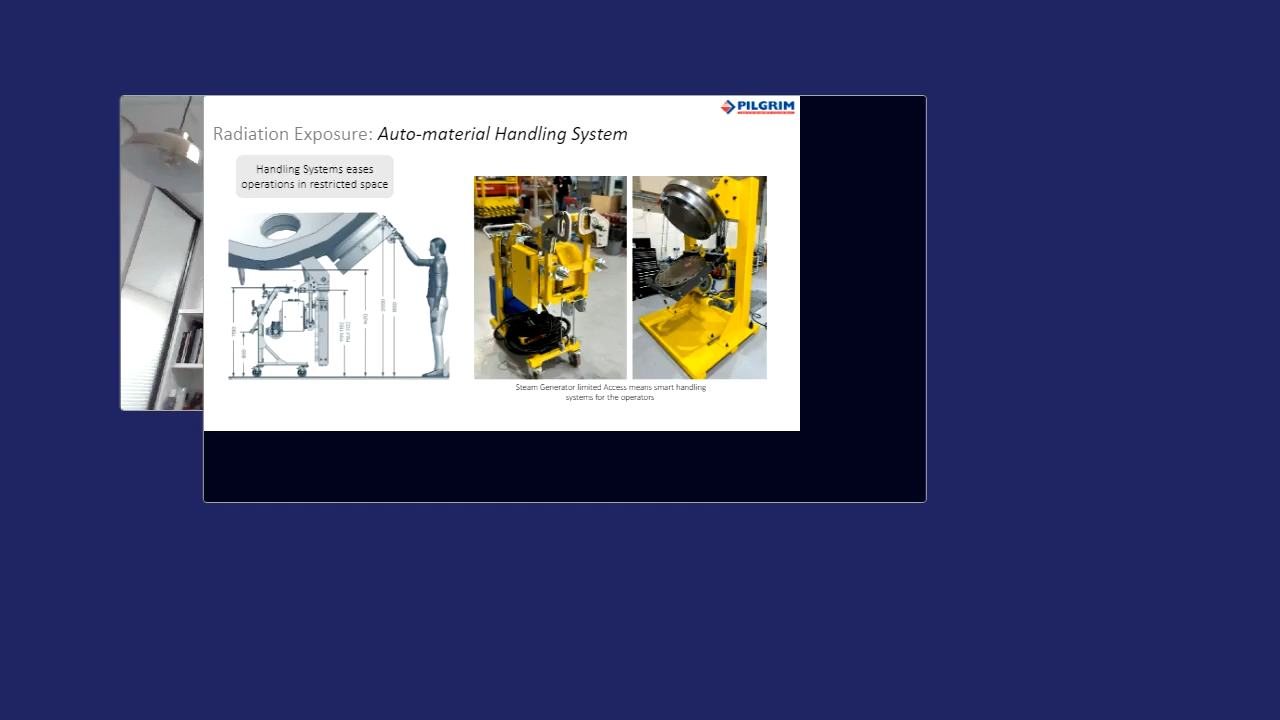 PILGRIM
Radiation Exposure: Auto-material Handling System
Handling Systems eases
operations in restricted space
Steam Generator limited Access means smart handling
systems for the operators